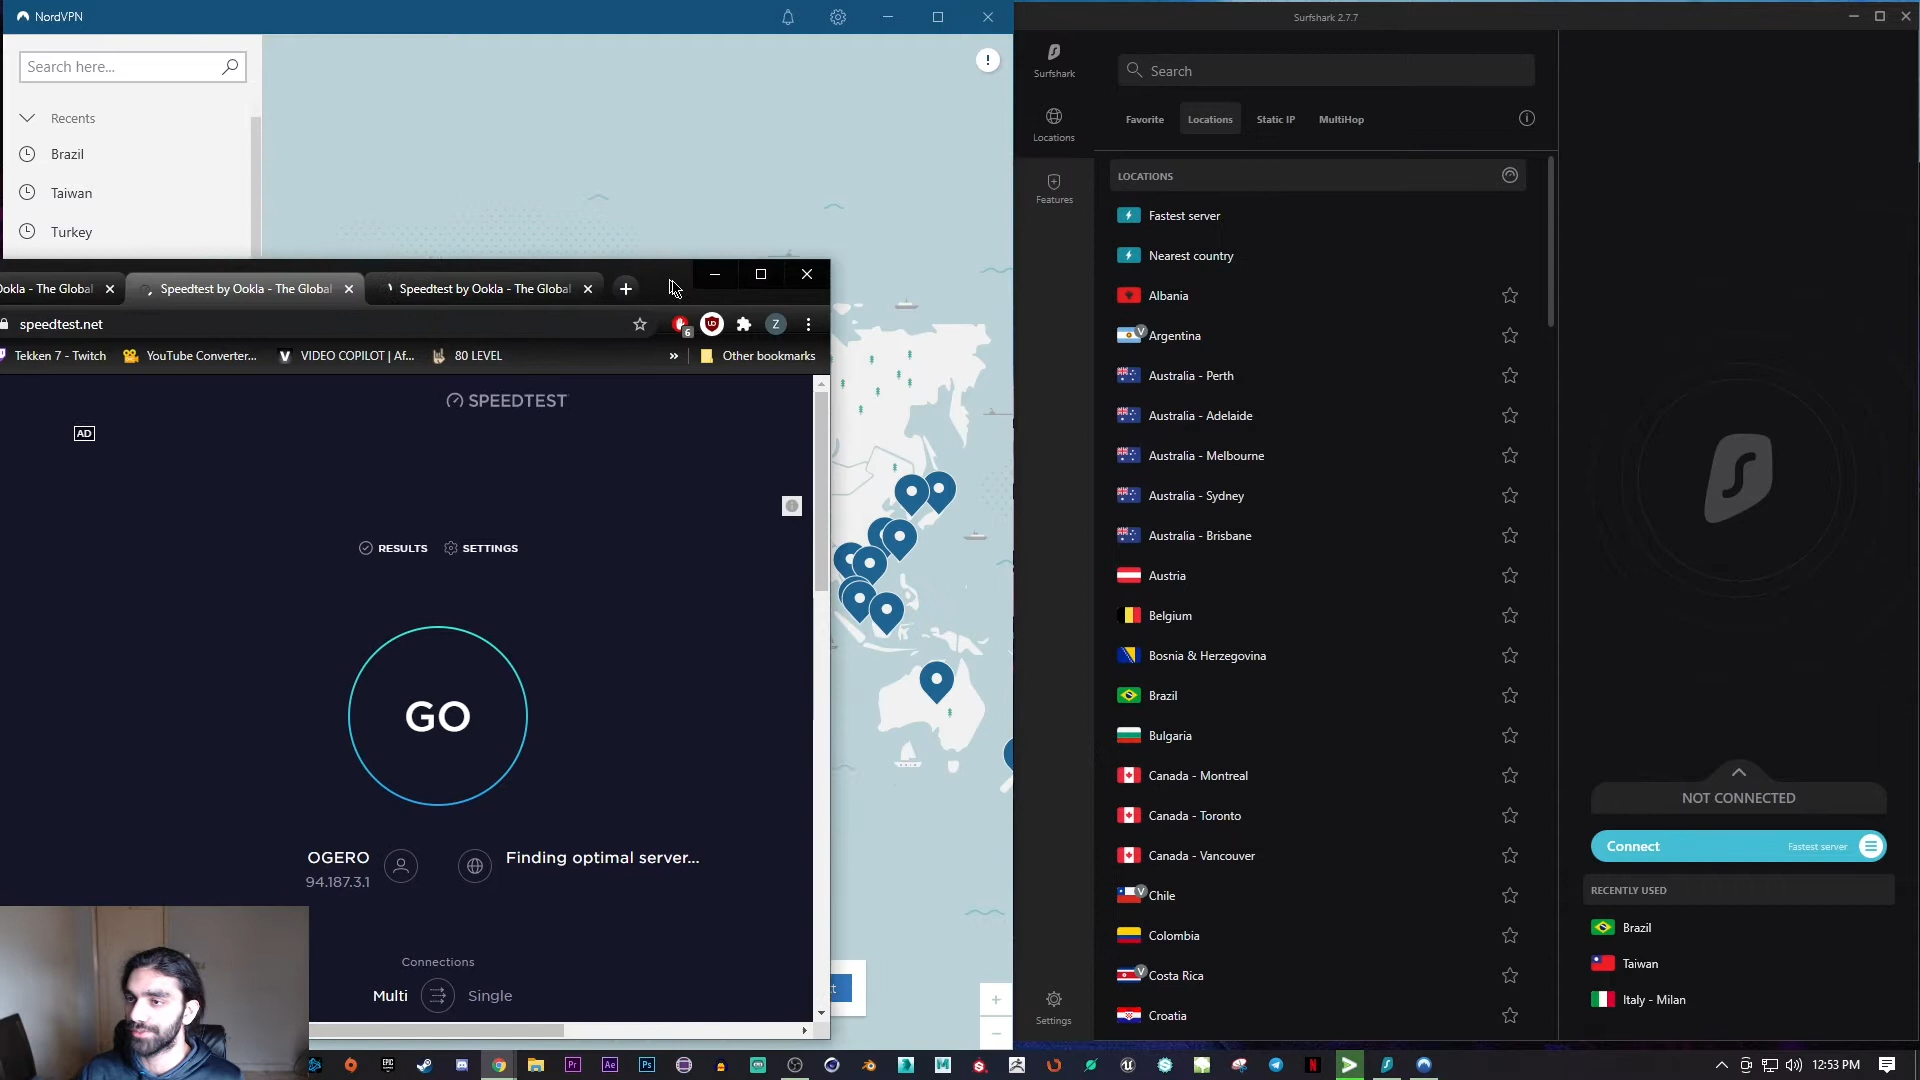 NordVPN
Search here...
Recents
Brazil
Taiwan
Turkey
Ookla - The Global
Speedtest by Ookla - The Global
Speedtest by Ookla - The Global
speedtest.net
6
Z
Tekken 7 - Twitch
YouTube Converter...
VIDEO COPILOT | Af...
80 LEVEL
»
Other bookmarks
SPEEDTEST
AD
RESULTS
SETTINGS
GO
OGERO
94.187.3.1
Finding optimal server...
Connections
Multi
Single
Surfshark 2.7.7
Surfshark
Locations
Features
Settings
Search
Favorite
Locations
Static IP
MultiHop
LOCATIONS
Fastest server
Nearest country
Albania
Argentina
Australia - Perth
Australia - Adelaide
Australia - Melbourne
Australia - Sydney
Australia - Brisbane
Austria
Belgium
Bosnia & Herzegovina
Brazil
Bulgaria
Canada - Montreal
Canada - Toronto
Canada - Vancouver
Chile
Colombia
Costa Rica
Croatia
NOT CONNECTED
Connect
Fastest server
RECENTLY USED
Brazil
Taiwan
Italy - Milan
12:53 PM